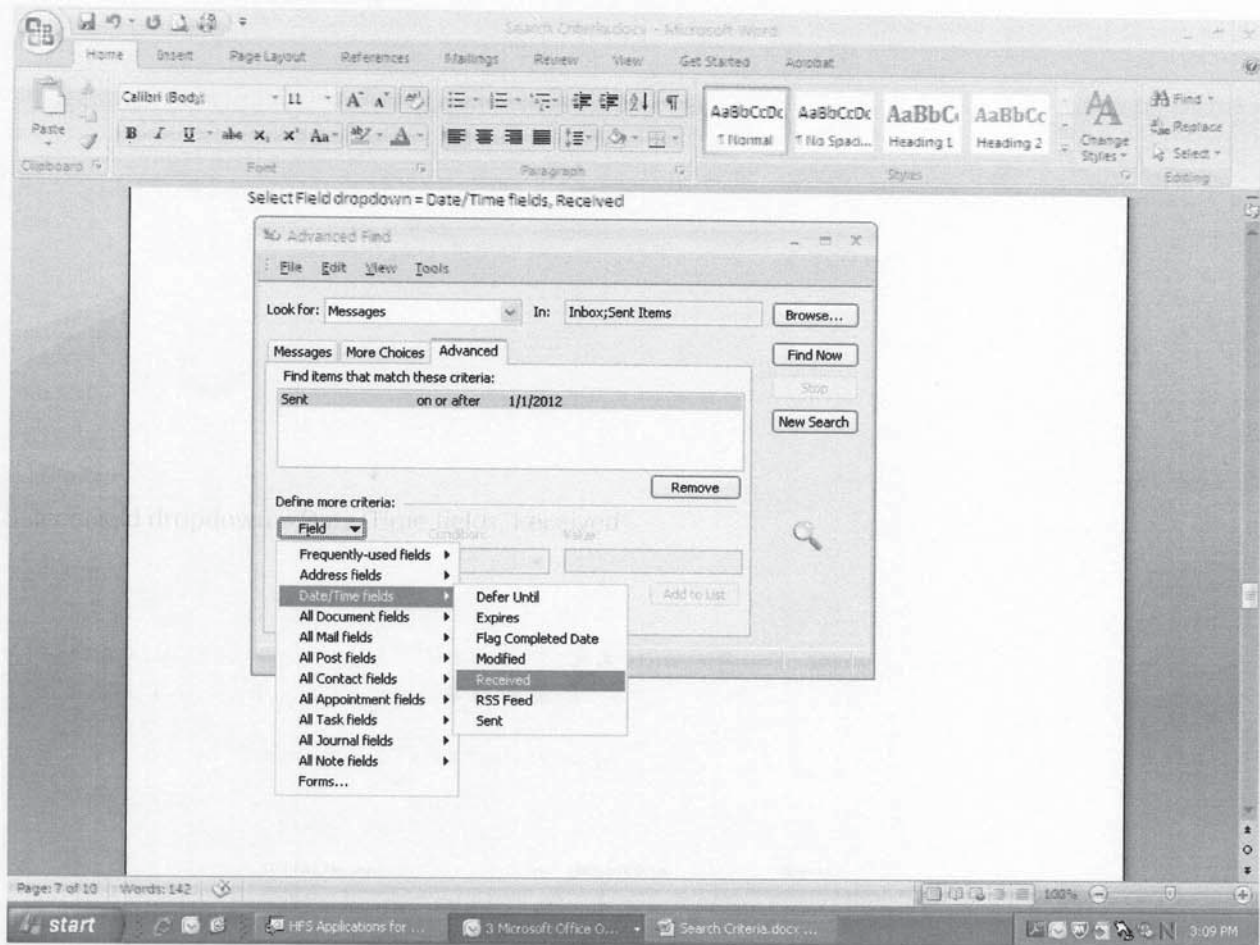 Search Criteria.docx - Microsoft Word
Home Insert Page Layout References Mailings Review View Get Started Acrobat
Paste
Calibri (Body) 11 A A
B I U abe X, X Aa A
AaBbCcDc AaBbCcDc AaBbC AaBbCc
¶ Normal ¶ No Spaci... Heading 1 Heading 2
Change Styles
Find
Replace
Select
Clipboard Font Paragraph Styles Editing
Select Field dropdown = Date/Time fields, Received
Advanced Find
File Edit View Tools
Look for: Messages In: Inbox;Sent Items Browse...
Messages More Choices Advanced Find Now
Find items that match these criteria:
Stop
Sent on or after 1/1/2012
New Search
Remove
Define more criteria:
Field Condition: Value:
Frequently-used fields
Address fields
Date/Time fields Defer Until Add to List
All Document fields Expires
All Mail fields Flag Completed Date
All Post fields Modified
All Contact fields Received
All Appointment fields RSS Feed
All Task fields Sent
All Journal fields
All Note fields
Forms...
Page: 7 of 10 Words: 142 100%
start HFS Applications for ... 3 Microsoft Office O... Search Criteria.docx ... 3:09 PM